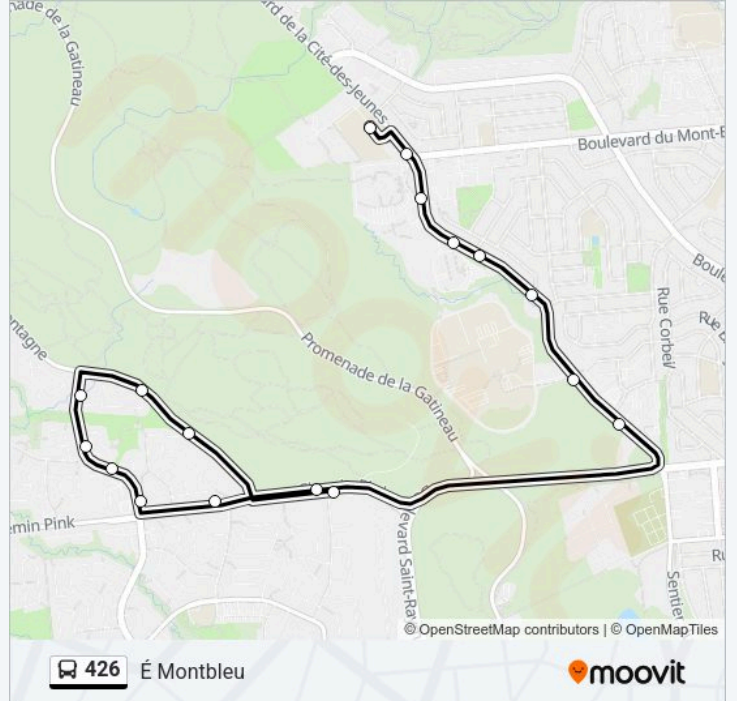 nade de la Gatineau
rd de la Cité-des-Jeunes
Boulevard du Mont-B
Boule
Rue Corbeil
Rue B
ontagne
Promenade de la Gatineau
emin Pink
evard Saint-Ra
Ru
Sentier
© OpenStreetMap contributors | © OpenMapTiles
426 É Montbleu
moovit